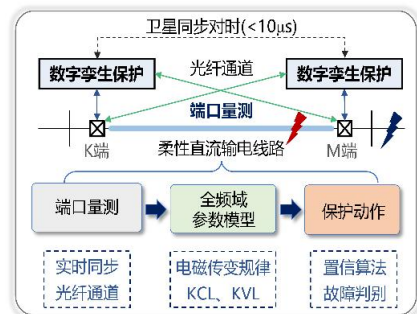 卫星同步对时(<10μs)
数字孪生保护 光纤通道 数字孪生保护
端口量测
K端 M端
柔性直流输电线路
端口量测 全频域 保护动作
参数模型
实时同步 电磁传变规律 置信算法
光纤通道 KCL、KVL 故障判别